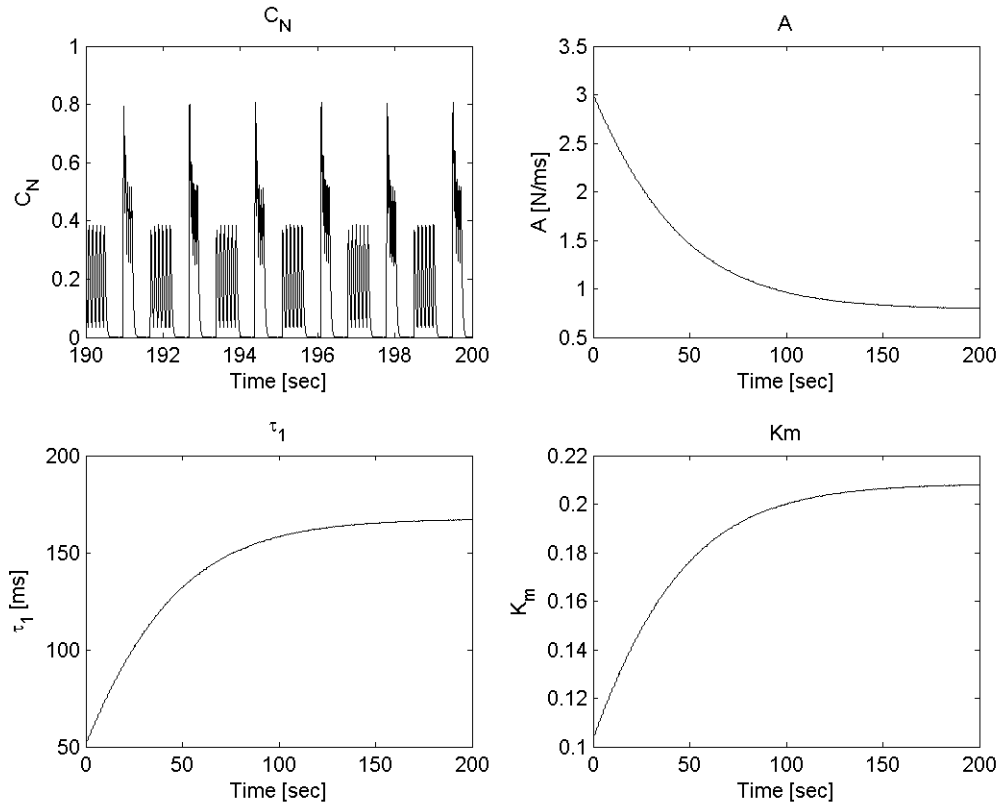 C_N
1
0.8
0.6
0.4
0.2
0
C_N
190 192 194 196 198 200
Time [sec]
A
3.5
3
2.5
2
1.5
1
0.5
A [N/ms]
0 50 100 150 200
Time [sec]
τ_1
200
150
100
50
τ_1 [ms]
0 50 100 150 200
Time [sec]
Km
0.22
0.2
0.18
0.16
0.14
0.12
0.1
K_m
0 50 100 150 200
Time [sec]